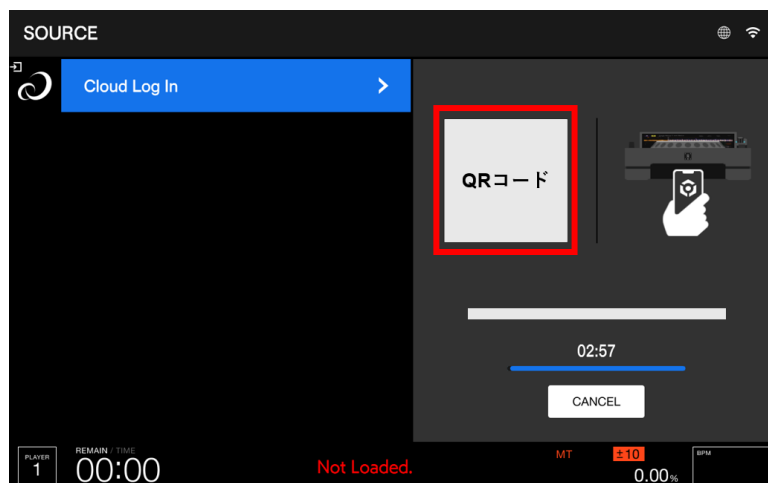 SOURCE
Cloud Log In
QRコード
02:57
CANCEL
PLAYER
1
REMAIN / TIME
00:00
Not Loaded.
MT
±10
0.00%
BPM